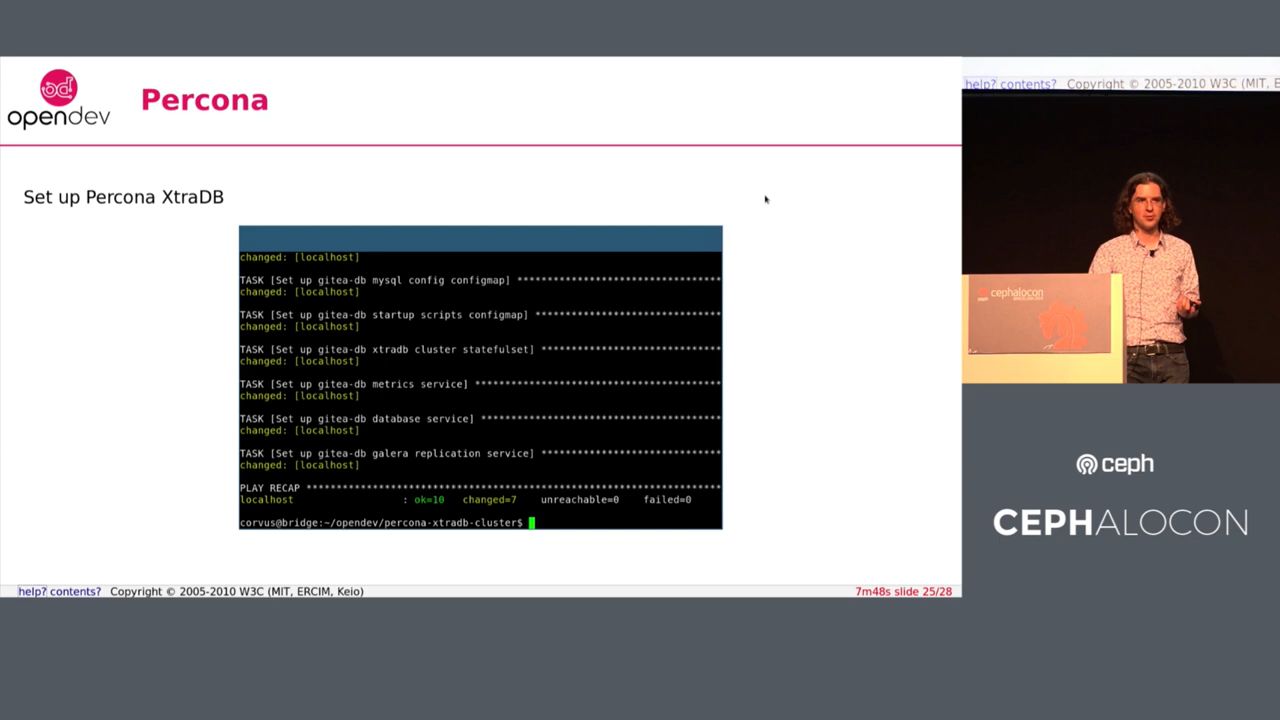 opendev
Percona
Set up Percona XtraDB
changed: [localhost]
TASK [Set up gitea-db mysql config configmap] **********************************
changed: [localhost]
TASK [Set up gitea-db startup scripts configmap] *******************************
changed: [localhost]
TASK [Set up gitea-db xtradb cluster statefulset] ******************************
changed: [localhost]
TASK [Set up gitea-db metrics service] *****************************************
changed: [localhost]
TASK [Set up gitea-db database service] ****************************************
changed: [localhost]
TASK [Set up gitea-db galera replication service] ******************************
changed: [localhost]
PLAY RECAP *********************************************************************
localhost : ok=10 changed=7 unreachable=0 failed=0
corvus@bridge:~/opendev/percona-xtradb-cluster$
help? contents? Copyright © 2005-2010 W3C (MIT, ERCIM, Keio)
7m48s slide 25/28
help? contents? Copyright © 2005-2010 W3C (MIT, E
cephalocon
ceph
CEPHALOCON